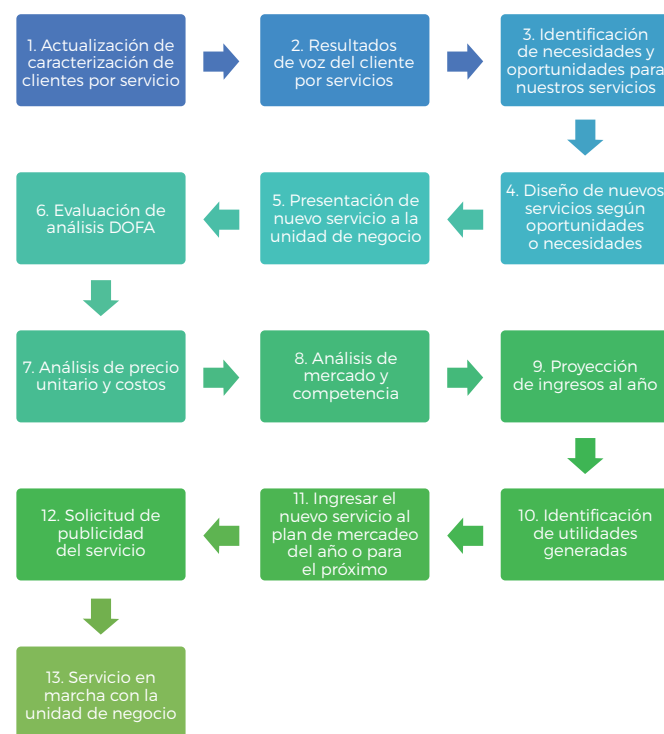 1. Actualización de
caracterización de
clientes por servicio
2. Resultados
de voz del cliente
por servicios
3. Identificación
de necesidades y
oportunidades para
nuestros servicios
4. Diseño de nuevos
servicios según
oportunidades
o necesidades
5. Presentación de
nuevo servicio a la
unidad de negocio
6. Evaluación de
análisis DOFA
7. Análisis de precio
unitario y costos
8. Análisis de
mercado y
competencia
9. Proyección
de ingresos al año
10. Identificación
de utilidades
generadas
11. Ingresar el
nuevo servicio al
plan de mercadeo
del año o para
el próximo
12. Solicitud de
publicidad
del servicio
13. Servicio en
marcha con la
unidad de negocio